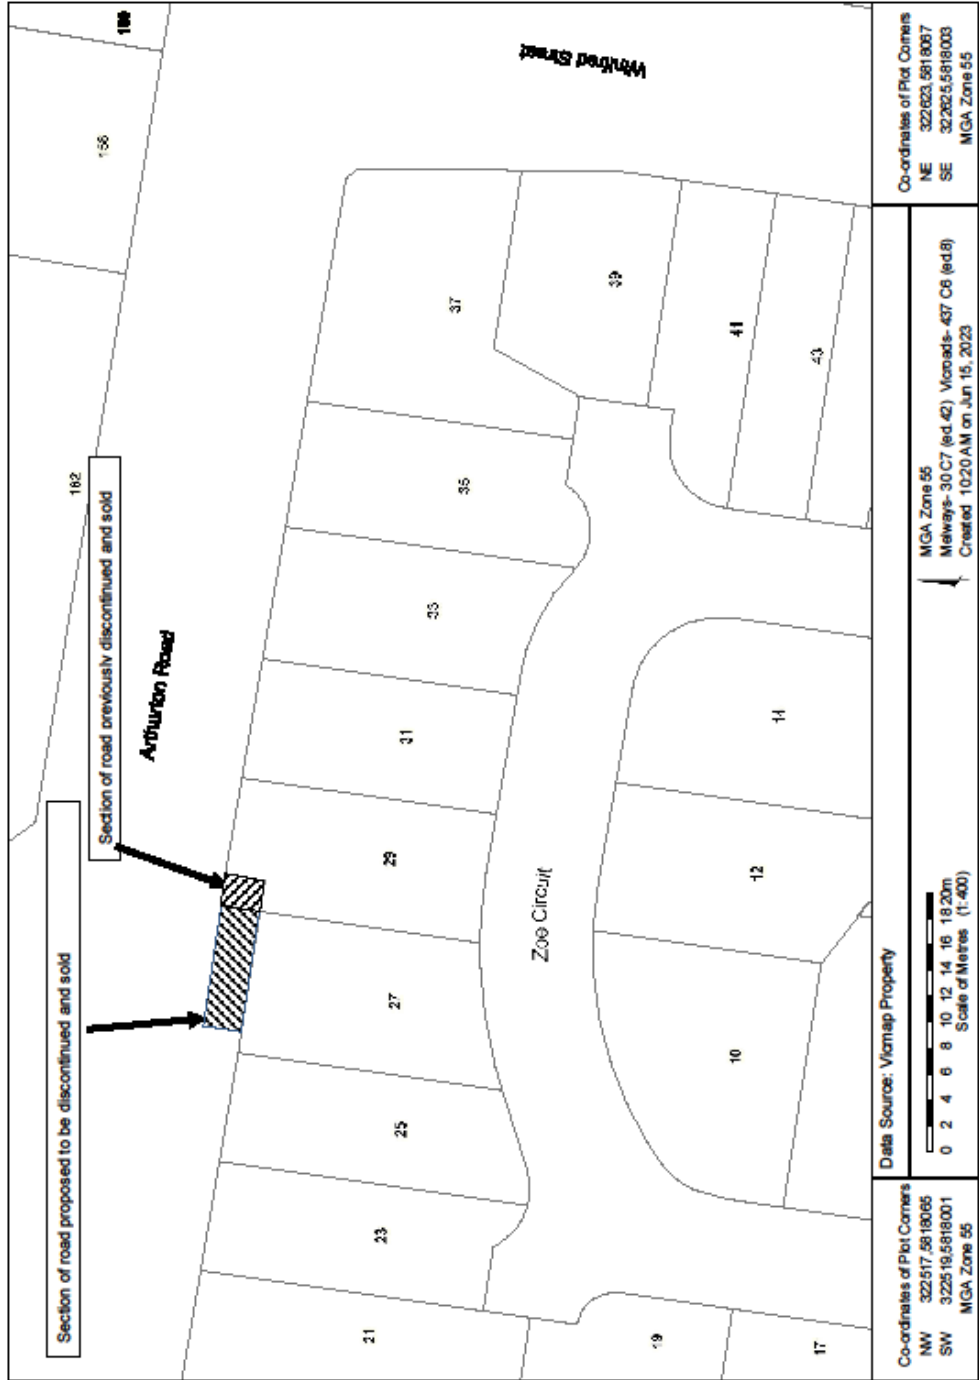 Section of road proposed to be discontinued and sold
Section of road previously discontinued and sold
162
156
Arthurton Road
Winifred Street
21
23
25
27
29
31
33
35
37
39
41
43
Zoe Circuit
19
17
10
12
14
Co-ordinates of Plot Corners
NW 322517,5818065
SW 322519,5818001
MGA Zone 55
Data Source: Vicmap Property
0 2 4 6 8 10 12 14 16 18 20m
Scale of Metres (1:400)
MGA Zone 55
Melways- 30 C7 (ed.42) Vicroads- 437 C6 (ed.8)
Created 10:20 AM on Jun 15, 2023
Co-ordinates of Plot Corners
NE 322623,5818067
SE 322625,5818003
MGA Zone 55